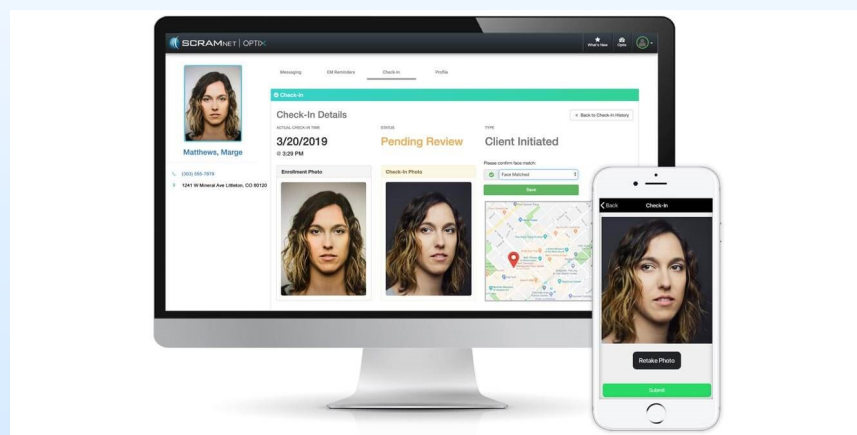 SCRAMNET | OPTIX
What's New
Optix
Messaging
EM Reminders
Check-in
Profile
Check-In
Check-In Details
× Back to Check-In History
ACTUAL CHECK-IN TIME
STATUS
TYPE
3/20/2019
Pending Review
Client Initiated
@ 3:29 PM
Matthews, Marge
Please confirm face match:
Face Matched
Save
Enrollment Photo
Check-In Photo
1241 W Mineral Ave Littleton, CO 80120
Back
Check-In
Retake Photo
Submit